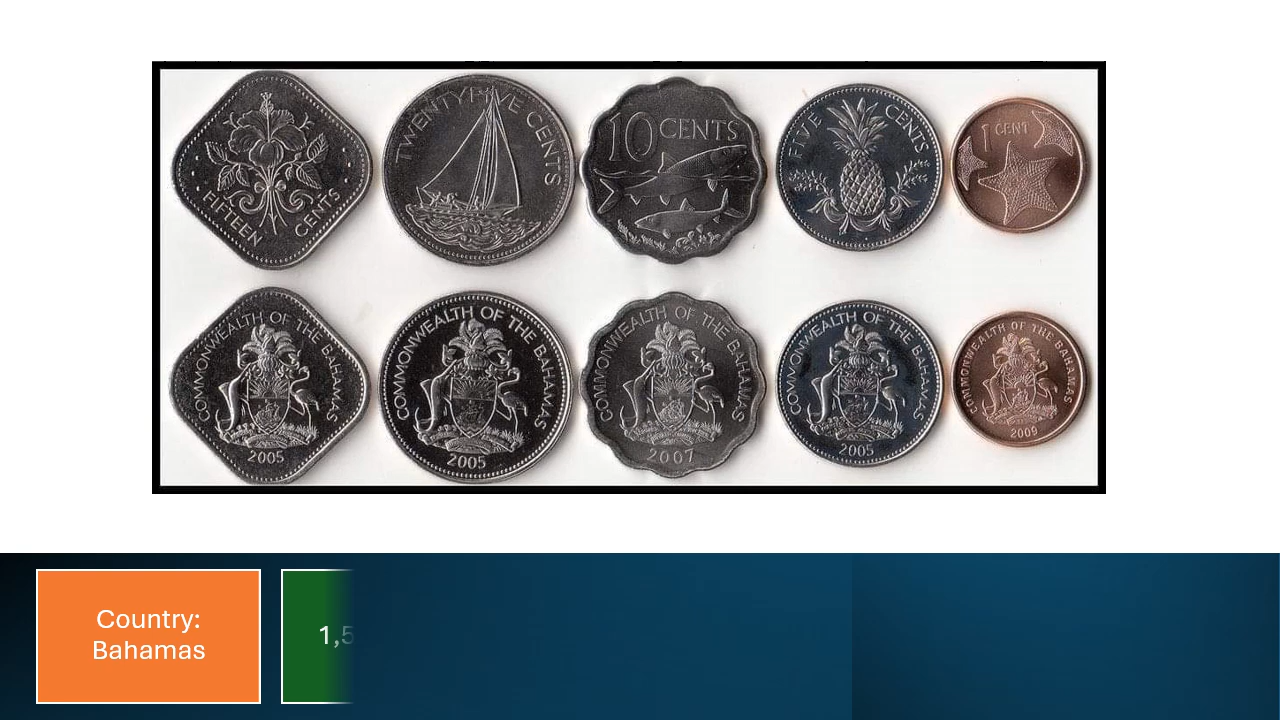 FIFTEEN CENTS
TWENTY FIVE CENTS
10 CENTS
FIVE CENTS
1 CENT
COMMONWEALTH OF THE BAHAMAS
2005
COMMONWEALTH OF THE BAHAMAS
2005
COMMONWEALTH OF THE BAHAMAS
2007
COMMONWEALTH OF THE BAHAMAS
2005
COMMONWEALTH OF THE BAHAMAS
2009
Country:
Bahamas
1,5